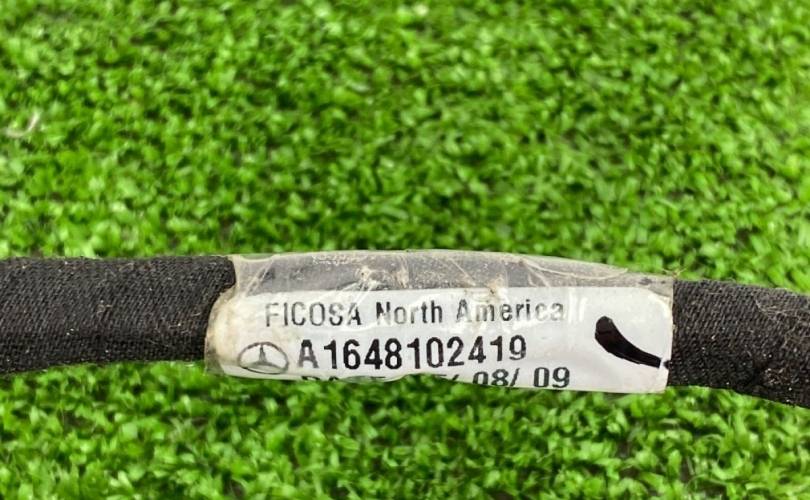 FICOSA North America
A1648102419
08/ 09